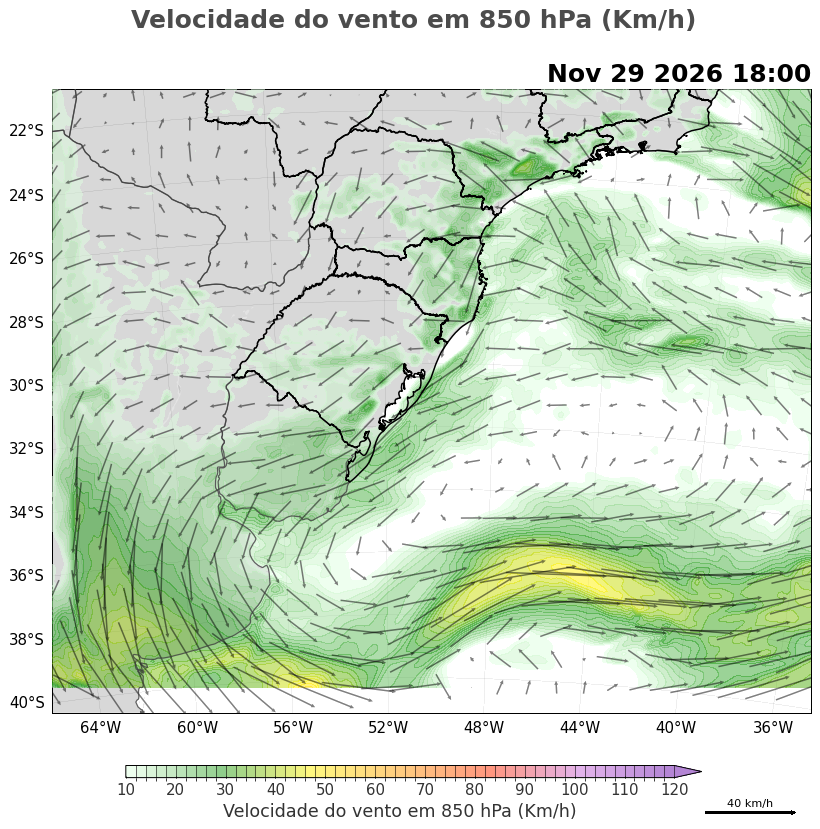 Velocidade do vento em 850 hPa (Km/h)
Nov 29 2026 18:00
22°S
24°S
26°S
28°S
30°S
32°S
34°S
36°S
38°S
40°S
64°W 60°W 56°W 52°W 48°W 44°W 40°W 36°W
10 20 30 40 50 60 70 80 90 100 110 120
Velocidade do vento em 850 hPa (Km/h)
40 km/h